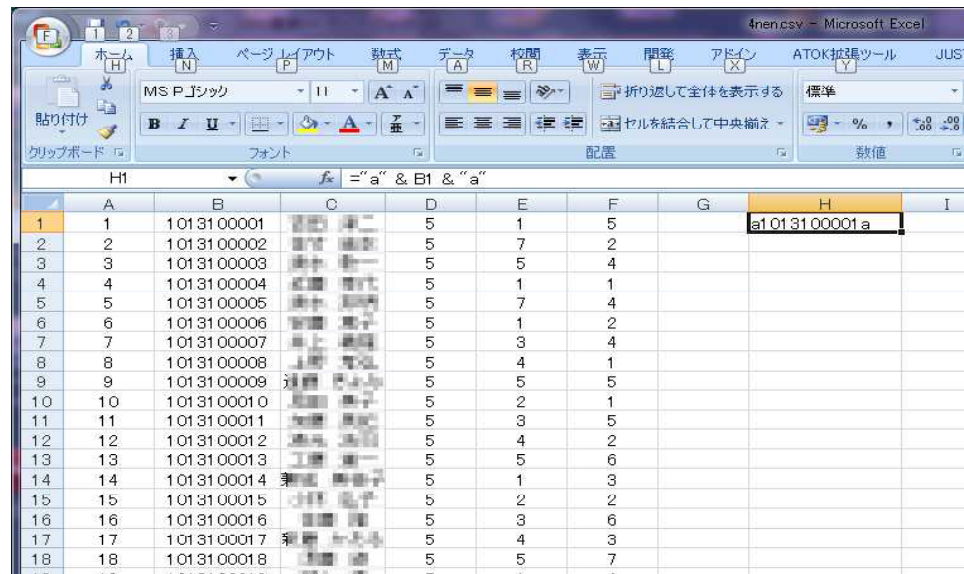 4nen.csv - Microsoft Excel
F 1 2 3
ホーム 挿入 ページ レイアウト 数式 データ 校閲 表示 開発 アドイン ATOK拡張ツール JUS
H N P M A R W L X Y
MS Pゴシック 11 A A 折り返して全体を表示する 標準
貼り付け B I U A 亜 セルを結合して中央揃え % , .0 .00 .00 .0
クリップボード フォント 配置 数値
H1 fx ="a" & B1 & "a"
A B C D E F G H I
1 1 1013100001 5 1 5 a1013100001a
2 2 1013100002 5 7 2
3 3 1013100003 5 5 4
4 4 1013100004 5 1 1
5 5 1013100005 5 7 4
6 6 1013100006 5 1 2
7 7 1013100007 5 3 4
8 8 1013100008 5 4 1
9 9 1013100009 5 5 5
10 10 1013100010 5 2 1
11 11 1013100011 5 3 5
12 12 1013100012 5 4 2
13 13 1013100013 5 5 6
14 14 1013100014 5 1 3
15 15 1013100015 5 2 2
16 16 1013100016 5 3 6
17 17 1013100017 5 4 3
18 18 1013100018 5 5 7